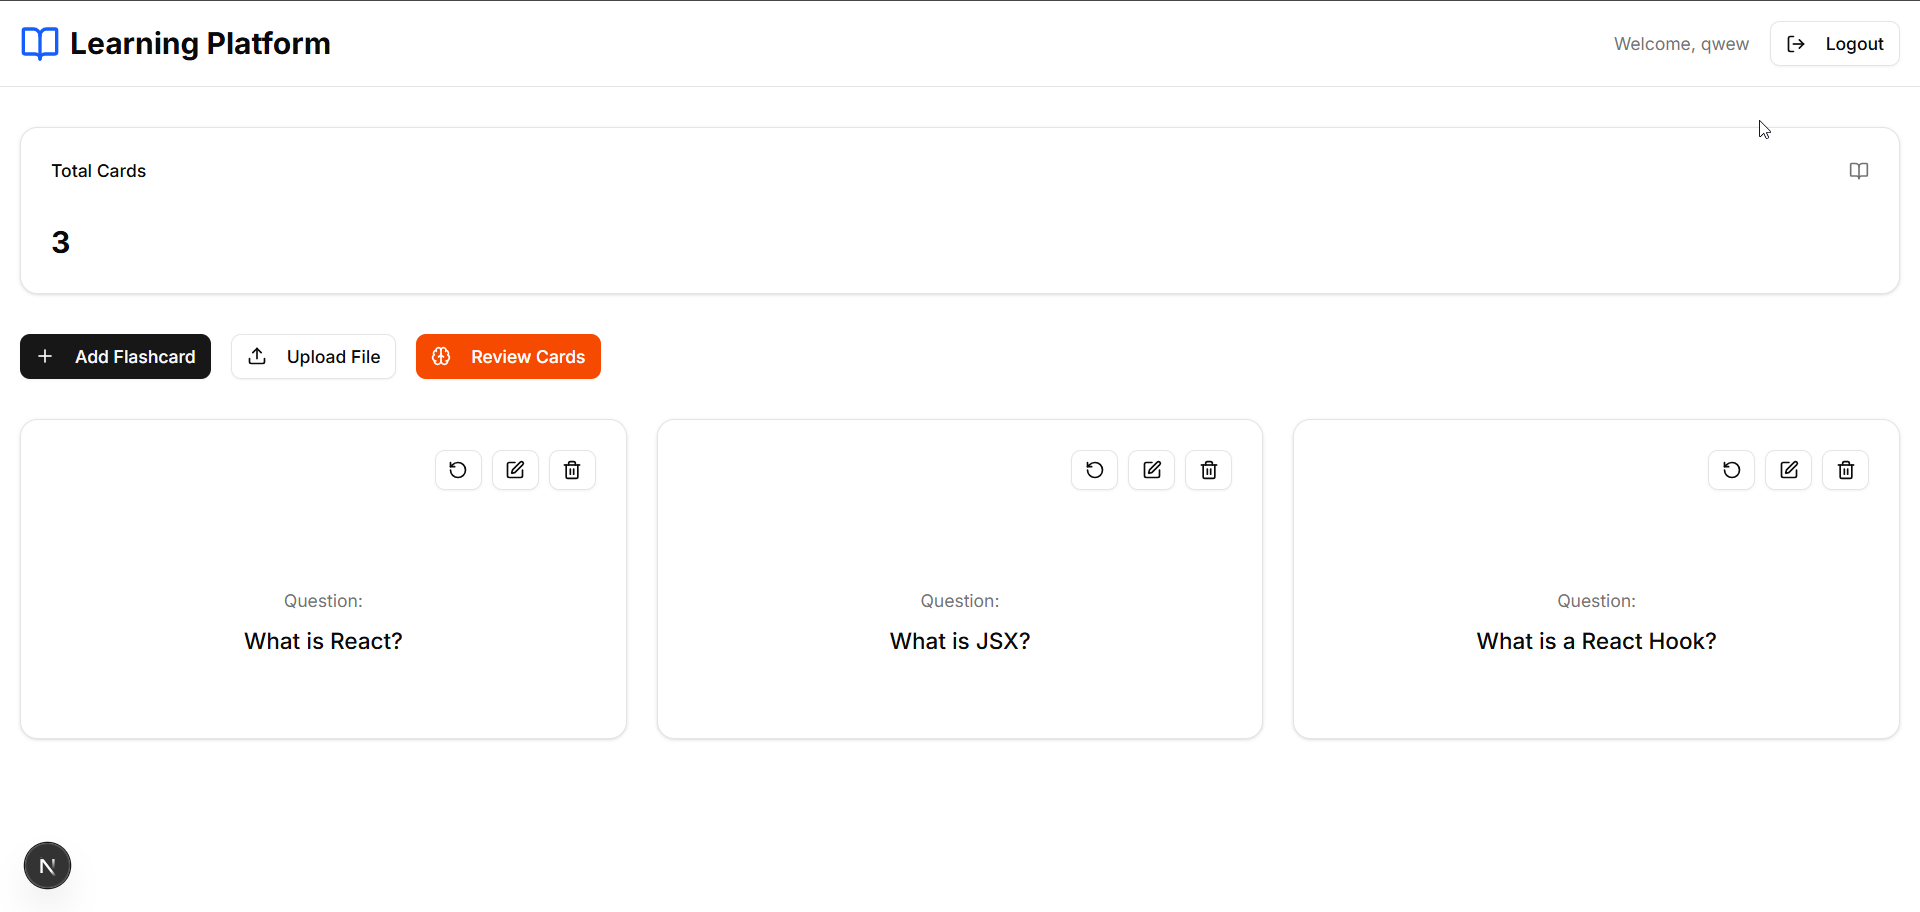 Learning Platform
Welcome, qwew
Logout
Total Cards
3
Add Flashcard
Upload File
Review Cards
Question:
What is React?
Question:
What is JSX?
Question:
What is a React Hook?
N